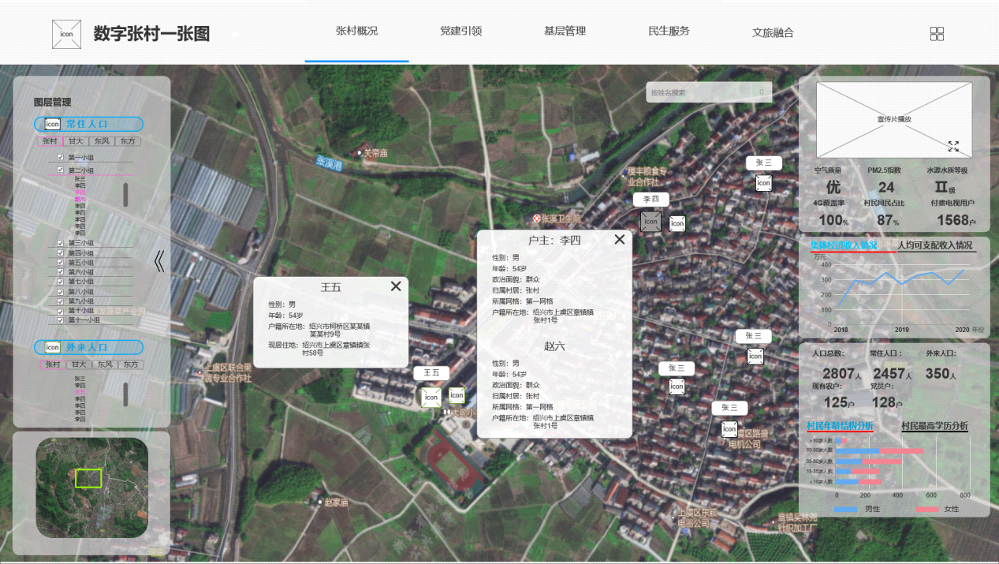 icon
数字张村一张图
张村概况
党建引领
基层管理
民生服务
文旅融合
图层管理
icon 常住人口
张村 甘大 东风 东方
第一小组
第二小组
张三
李四
李四
赵六
李四
李四
李四
李四
李四
第三小组
第四小组
第五小组
第六小组
第七小组
第八小组
第九小组
第十小组
第十一小组
icon 外来人口
张村 甘大 东风 东方
张三
李四
王五
李四
李四
李四
李四
按姓名搜索
关帝庙
张溪港
张溪卫生院
业合作社
张三
icon
李四
icon
icon
王五
性别：男
年龄：54岁
户籍所在地：绍兴市柯桥区某某镇
某某村9号
现居住地：绍兴市上虞区章镇镇张
村58号
户主：李四
性别：男
年龄：54岁
政治面貌：群众
归属村居：张村
所属网格：第一网格
户籍所在地：绍兴市上虞区章镇镇
张村1号
赵六
性别：男
年龄：54岁
政治面貌：群众
归属村居：张村
所属网格：第一网格
户籍所在地：绍兴市上虞区章镇镇
张村1号
王五
icon
icon
张三
icon
张三
icon
张三
icon
上虞区联合果
蔬专业合作社
电机公司
赵家庙
上虞区东颖
电器公司
针织加工厂
宣传片播放
空气质量 PM2.5指数 水源水质等级
优 24 II级
4G覆盖率 村民网民占比 付费电视用户
100% 87% 1568户
集体经济收入情况 人均可支配收入情况
万元
400
300
200
100
0
2018 2019 2020 年份
人口总数： 常住人口： 外来人口：
2807人 2457人 350人
现有农户： 党员户：
125户 128户
村民年龄结构分析 村民最高学历分析
>80岁人数
60-80岁人数
35-60岁人数
18-35岁人数
<18岁人数
0 200 400 600 800
男性 女性